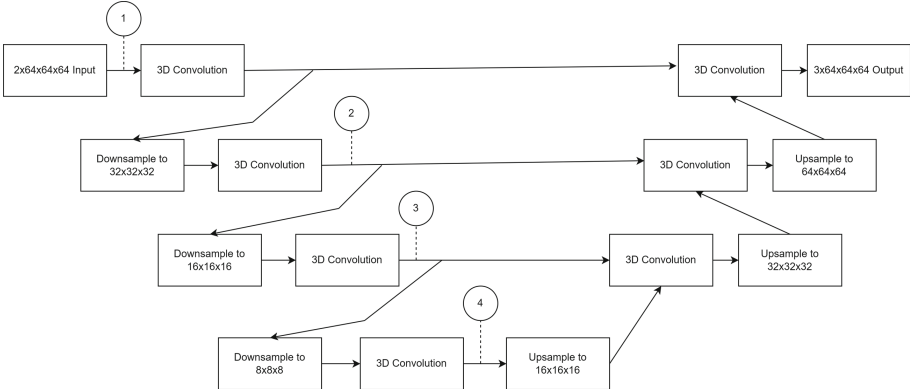 1
2x64x64x64 Input
3D Convolution
3D Convolution
3x64x64x64 Output
2
Downsample to
32x32x32
3D Convolution
3D Convolution
Upsample to
64x64x64
3
Downsample to
16x16x16
3D Convolution
3D Convolution
Upsample to
32x32x32
4
Downsample to
8x8x8
3D Convolution
Upsample to
16x16x16